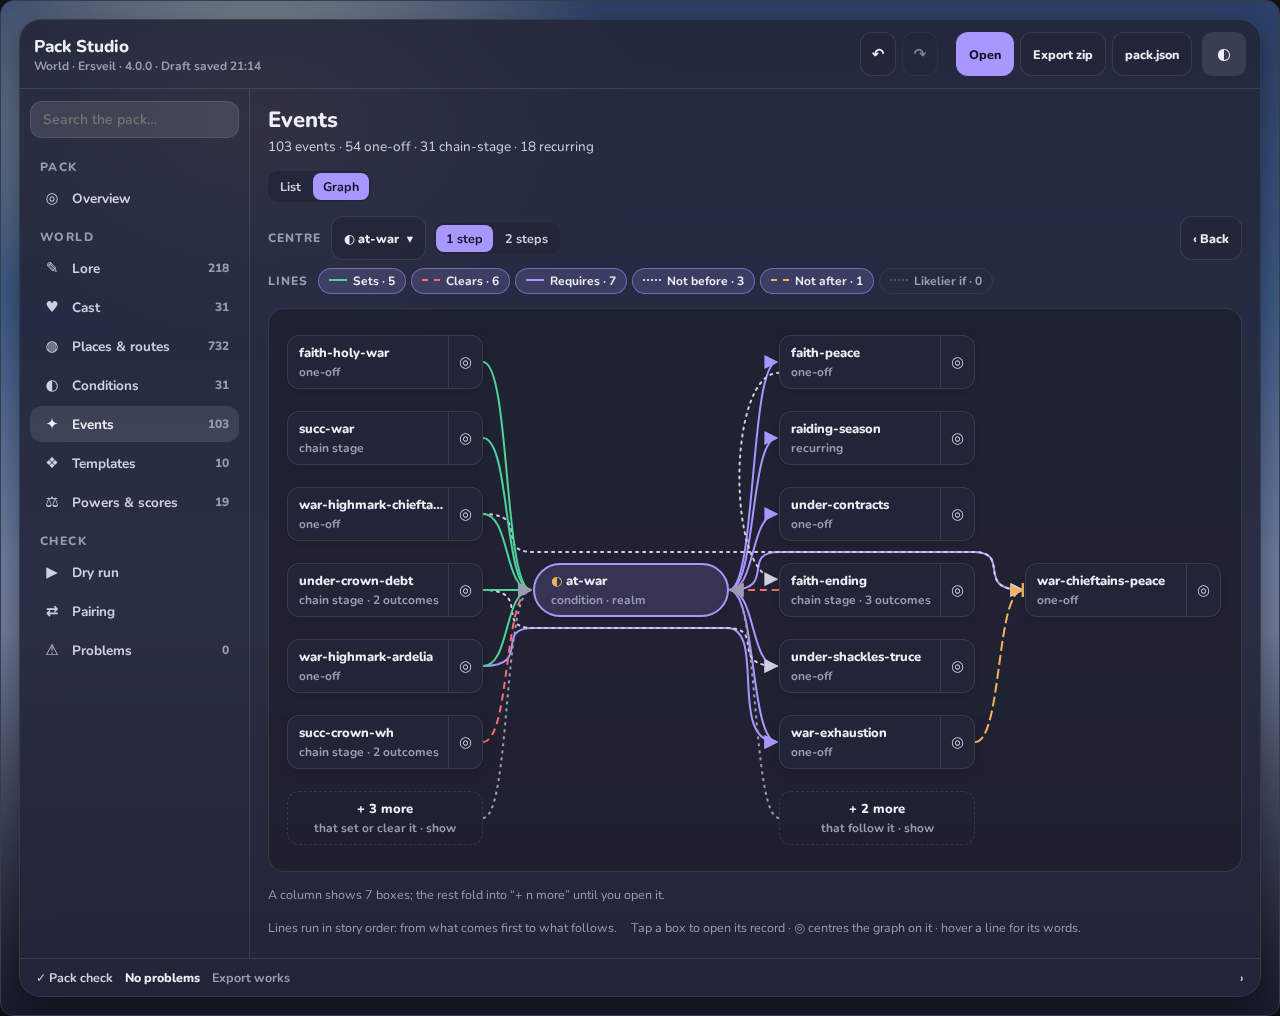 Pack Studio
World · Ersveil · 4.0.0 · Draft saved 21:14
Open
Export zip
pack.json
Search the pack...
PACK
Overview
WORLD
Lore 218
Cast 31
Places & routes 732
Conditions 31
Events 103
Templates 10
Powers & scores 19
CHECK
Dry run
Pairing
Problems 0
Events
103 events · 54 one-off · 31 chain-stage · 18 recurring
List Graph
CENTRE at-war ▾ 1 step 2 steps ‹ Back
LINES Sets · 5 Clears · 6 Requires · 7 Not before · 3 Not after · 1 Likelier if · 0
faith-holy-war
one-off
succ-war
chain stage
war-highmark-chiefta...
one-off
under-crown-debt
chain stage · 2 outcomes
war-highmark-ardelia
one-off
succ-crown-wh
chain stage · 2 outcomes
+ 3 more
that set or clear it · show
at-war
condition · realm
faith-peace
one-off
raiding-season
recurring
under-contracts
one-off
faith-ending
chain stage · 3 outcomes
under-shackles-truce
one-off
war-exhaustion
one-off
+ 2 more
that follow it · show
war-chieftains-peace
one-off
A column shows 7 boxes; the rest fold into “+ n more” until you open it.
Lines run in story order: from what comes first to what follows. Tap a box to open its record · ◎ centres the graph on it · hover a line for its words.
✓ Pack check No problems Export works ›